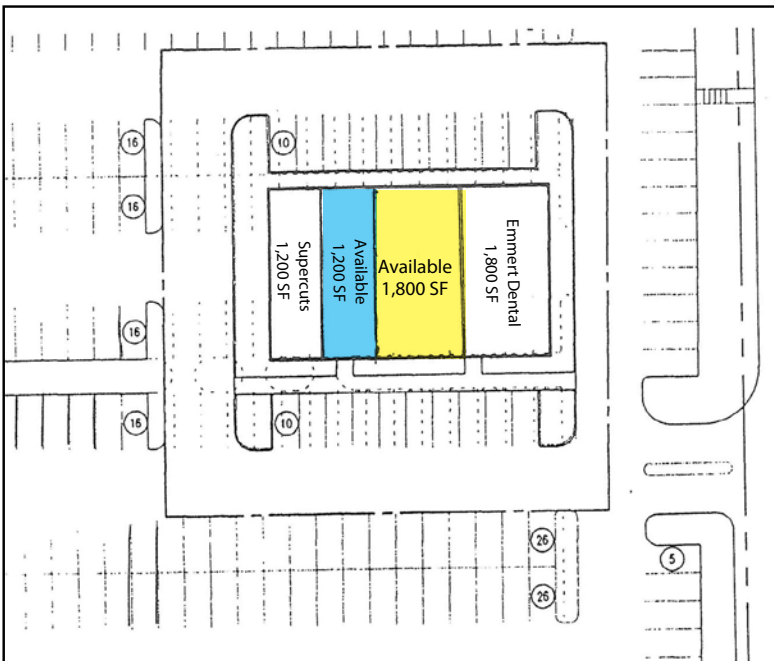 16
10
16
Supercuts
1,200 SF
Available
1,200 SF
Available
1,800 SF
Emmert Dental
1,800 SF
16
16
10
26
5
26